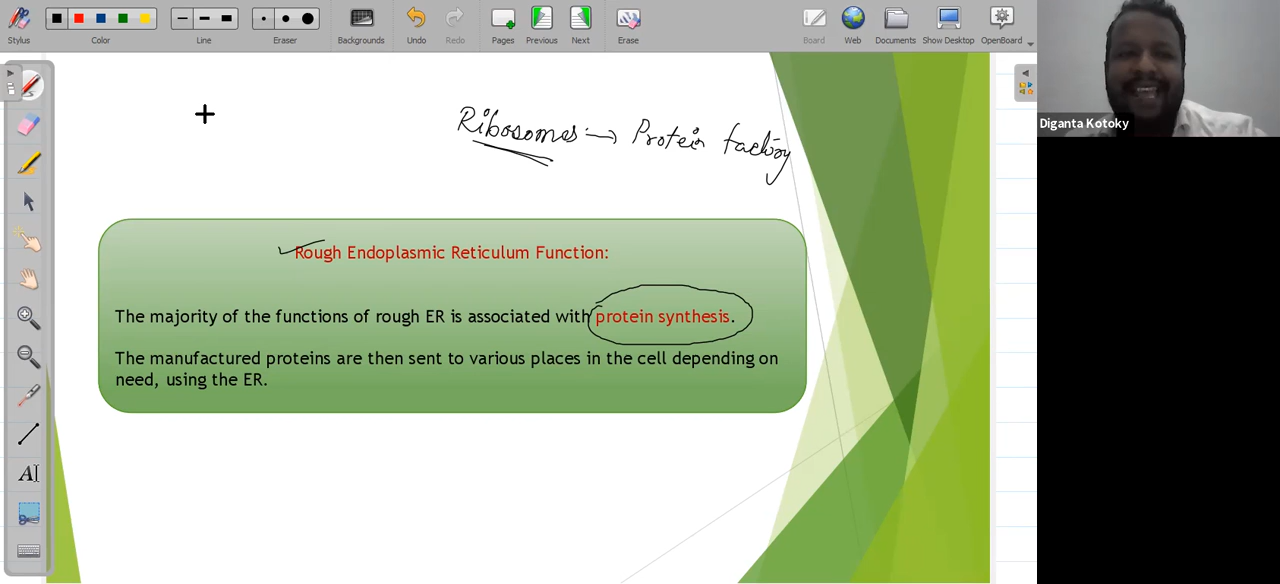 Stylus
Color
Line
Eraser
Backgrounds
Undo
Redo
Pages
Previous
Next
Erase
Board
Web
Documents
Show Desktop
OpenBoard
Diganta Kotoky
Ribosomes → Protein factory
Rough Endoplasmic Reticulum Function:
The majority of the functions of rough ER is associated with protein synthesis.
The manufactured proteins are then sent to various places in the cell depending on
need, using the ER.
A